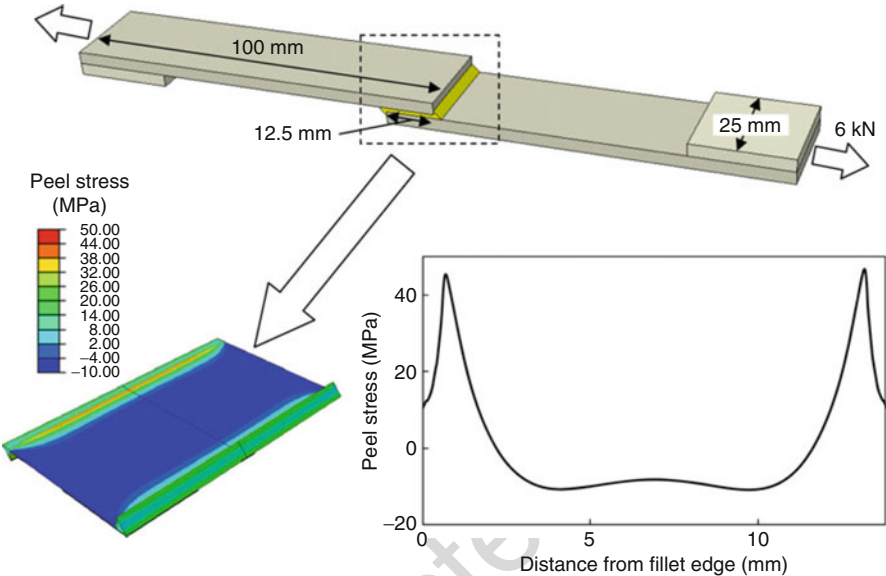 100 mm
12.5 mm
25 mm
6 kN
Peel stress
(MPa)
50.00
44.00
38.00
32.00
26.00
20.00
14.00
8.00
2.00
−4.00
−10.00
Peel stress (MPa)
40
20
0
−20
0
5
10
Distance from fillet edge (mm)